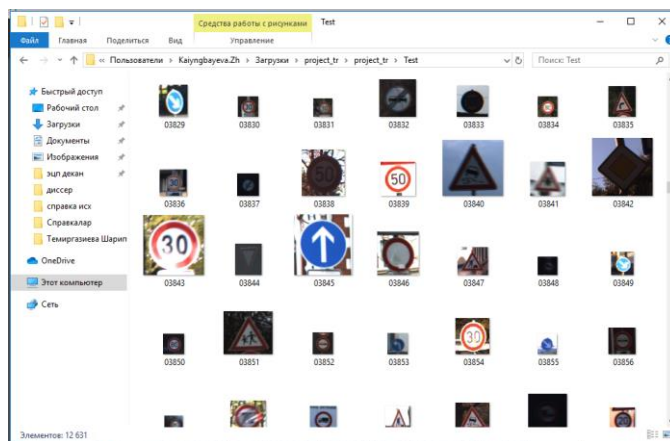 Средства работы с рисунками
Test
Файл
Главная
Поделиться
Вид
Управление
« Пользователи › Kaiyngbayeva.Zh › Загрузки › project_tr › project_tr › Test
Поиск: Test
Быстрый доступ
Рабочий стол
Загрузки
Документы
Изображения
эцп декан
диссер
справка исх
Справкалар
Темиргазиева Шарип
OneDrive
Этот компьютер
Сеть
03829 03830 03831 03832 03833 03834 03835
50 50
03836 03837 03838 03839 03840 03841 03842
30
03843 03844 03845 03846 03847 03848 03849
30
03850 03851 03852 03853 03854 03855 03856
Элементов: 12 631